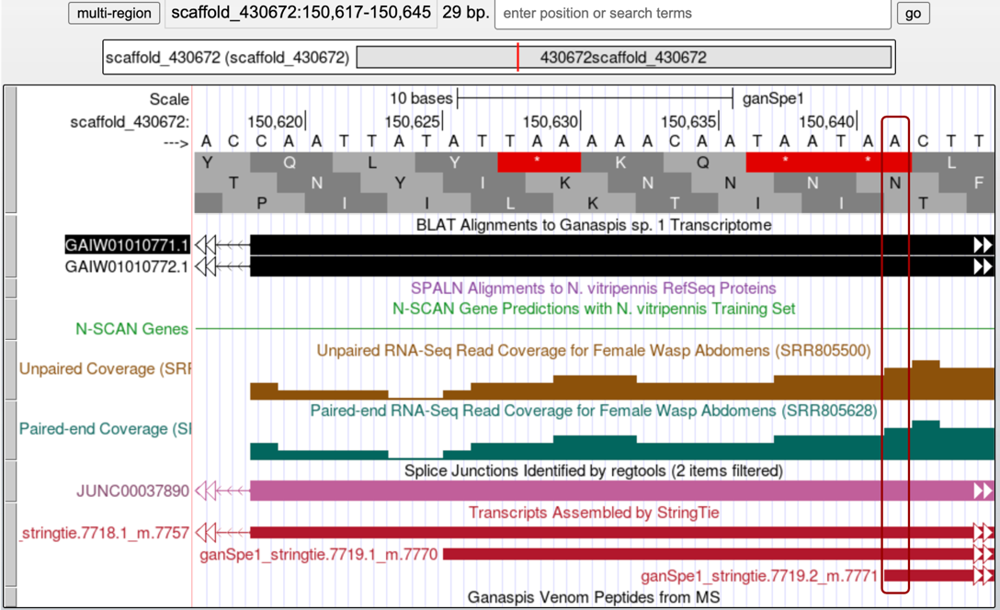 multi-region scaffold_430672:150,617-150,645 29 bp. enter position or search terms go
scaffold_430672 (scaffold_430672) 430672scaffold_430672
Scale 10 bases ganSpe1
scaffold_430672: 150,620 150,625 150,630 150,635 150,640
---> A C C A A T T A T A T T A A A A C A A T A A T A A C T T
Y Q L Y * K Q * * L
T N Y I K N N N N F
P I I L K T I I T
BLAT Alignments to Ganaspis sp. 1 Transcriptome
GAIW01010771.1
GAIW01010772.1
SPALN Alignments to N. vitripennis RefSeq Proteins
N-SCAN Gene Predictions with N. vitripennis Training Set
N-SCAN Genes
Unpaired RNA-Seq Read Coverage for Female Wasp Abdomens (SRR805500)
Unpaired Coverage (SRF
Paired-end RNA-Seq Read Coverage for Female Wasp Abdomens (SRR805628)
Paired-end Coverage (SI
Splice Junctions Identified by regtools (2 items filtered)
JUNC00037890
Transcripts Assembled by StringTie
_stringtie.7718.1_m.7757
ganSpe1_stringtie.7719.1_m.7770
ganSpe1_stringtie.7719.2_m.7771
Ganaspis Venom Peptides from MS